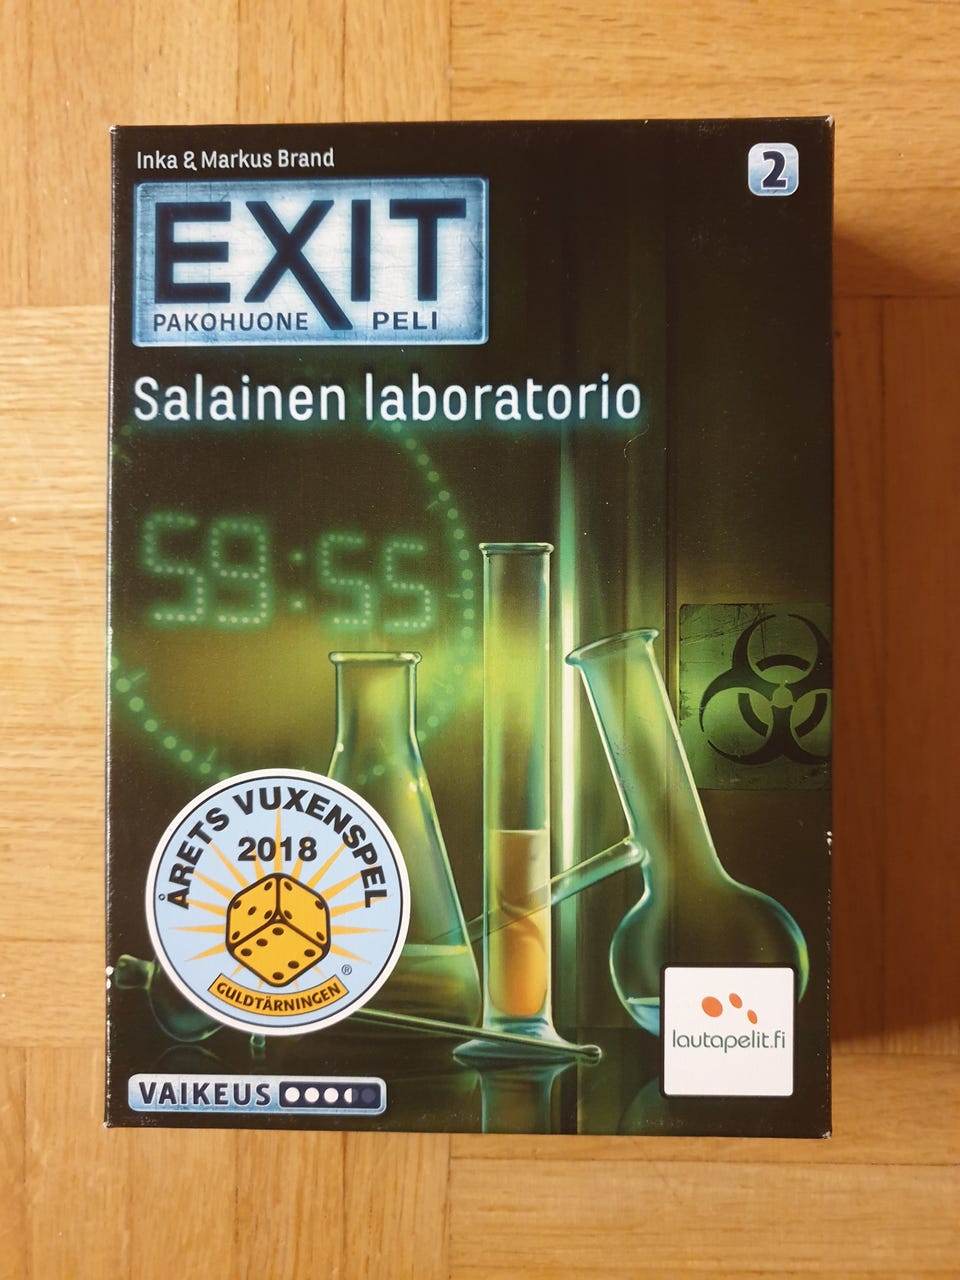 Inka & Markus Brand
2
EXIT
PAKOHUONE PELI
Salainen laboratorio
59:55
ÅRETS VUXENSPEL
2018
®
GULDTÄRNINGEN
lautapelit.fi
VAIKEUS